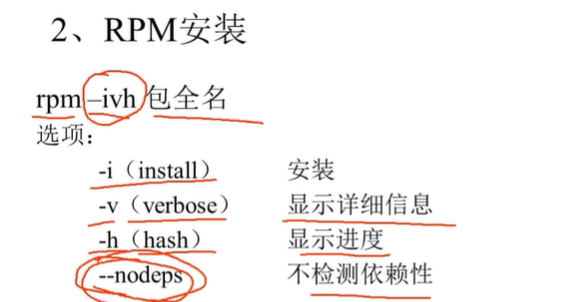 2、RPM安装
rpm –ivh 包全名
选项：
-i（install） 安装
-v（verbose） 显示详细信息
-h（hash） 显示进度
--nodeps 不检测依赖性